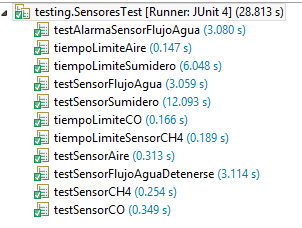 testing.SensoresTest [Runner: JUnit 4] (28.813 s)
testAlarmaSensorFlujoAgua (3.080 s)
tiempoLimiteAire (0.147 s)
tiempoLimiteSumidero (6.048 s)
testSensorFlujoAgua (3.059 s)
testSensorSumidero (12.093 s)
tiempoLimiteCO (0.166 s)
tiempoLimiteSensorCH4 (0.189 s)
testSensorAire (0.313 s)
testSensorFlujoAguaDetenerse (3.114 s)
testSensorCH4 (0.254 s)
testSensorCO (0.349 s)